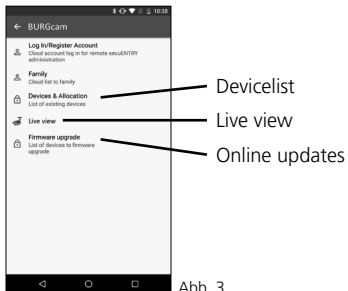 10:38
BURGcam
Log In/Register Account
Cloud account log in for remote secuENTRY
administration
Family
Cloud list to family
Devices & Allocation
List of existing devices
Live view
Firmware upgrade
List of devices to firmware
upgrade
Devicelist
Live view
Online updates
Abb. 3